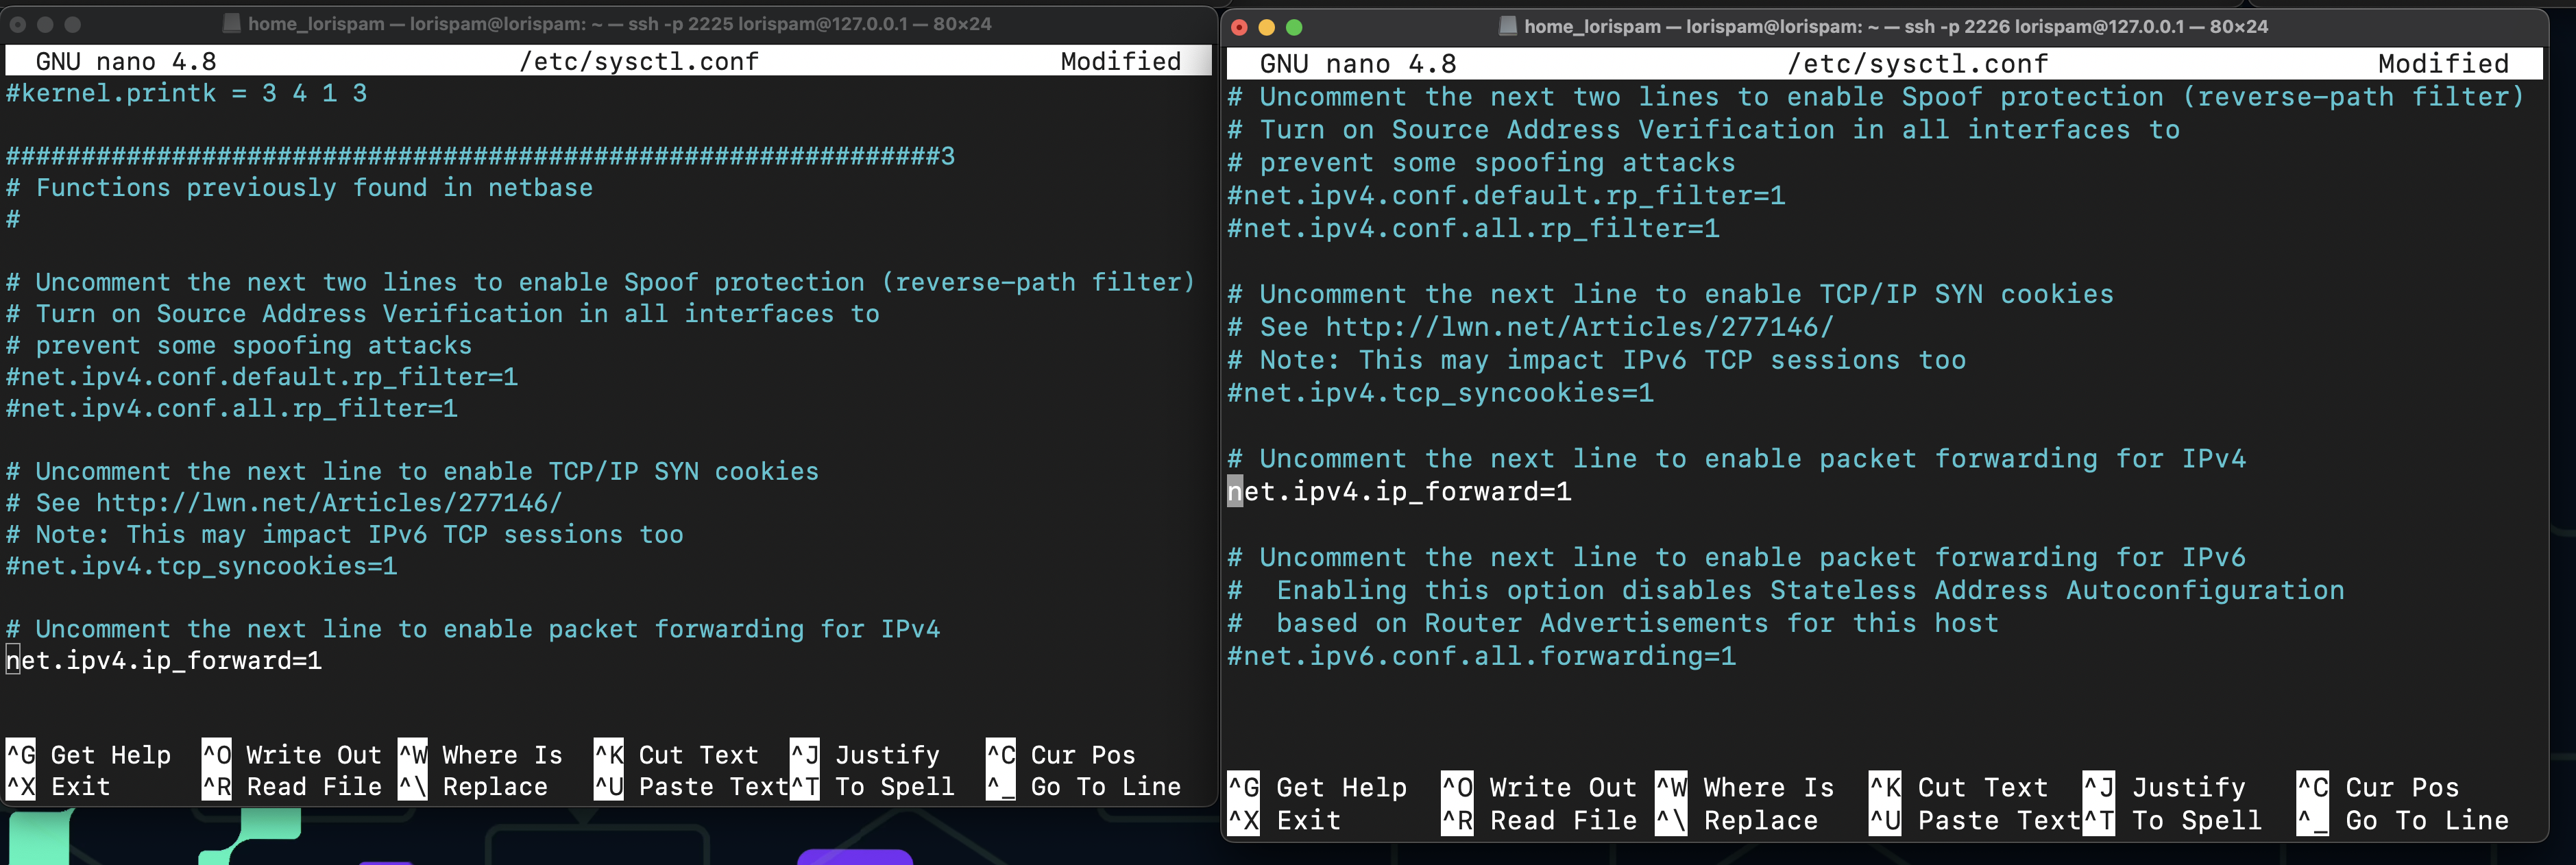 home_lorispam — lorispam@lorispam: ~ — ssh -p 2225 lorispam@127.0.0.1 — 80×24
GNU nano 4.8 /etc/sysctl.conf Modified
#kernel.printk = 3 4 1 3
##############################################################3
# Functions previously found in netbase
#
# Uncomment the next two lines to enable Spoof protection (reverse-path filter)
# Turn on Source Address Verification in all interfaces to
# prevent some spoofing attacks
#net.ipv4.conf.default.rp_filter=1
#net.ipv4.conf.all.rp_filter=1
# Uncomment the next line to enable TCP/IP SYN cookies
# See http://lwn.net/Articles/277146/
# Note: This may impact IPv6 TCP sessions too
#net.ipv4.tcp_syncookies=1
# Uncomment the next line to enable packet forwarding for IPv4
net.ipv4.ip_forward=1
^G Get Help ^O Write Out ^W Where Is ^K Cut Text ^J Justify ^C Cur Pos
^X Exit ^R Read File ^\ Replace ^U Paste Text ^T To Spell ^_ Go To Line
home_lorispam — lorispam@lorispam: ~ — ssh -p 2226 lorispam@127.0.0.1 — 80×24
GNU nano 4.8 /etc/sysctl.conf Modified
# Uncomment the next two lines to enable Spoof protection (reverse-path filter)
# Turn on Source Address Verification in all interfaces to
# prevent some spoofing attacks
#net.ipv4.conf.default.rp_filter=1
#net.ipv4.conf.all.rp_filter=1
# Uncomment the next line to enable TCP/IP SYN cookies
# See http://lwn.net/Articles/277146/
# Note: This may impact IPv6 TCP sessions too
#net.ipv4.tcp_syncookies=1
# Uncomment the next line to enable packet forwarding for IPv4
net.ipv4.ip_forward=1
# Uncomment the next line to enable packet forwarding for IPv6
#  Enabling this option disables Stateless Address Autoconfiguration
#  based on Router Advertisements for this host
#net.ipv6.conf.all.forwarding=1
^G Get Help ^O Write Out ^W Where Is ^K Cut Text ^J Justify ^C Cur Pos
^X Exit ^R Read File ^\ Replace ^U Paste Text ^T To Spell ^_ Go To Line